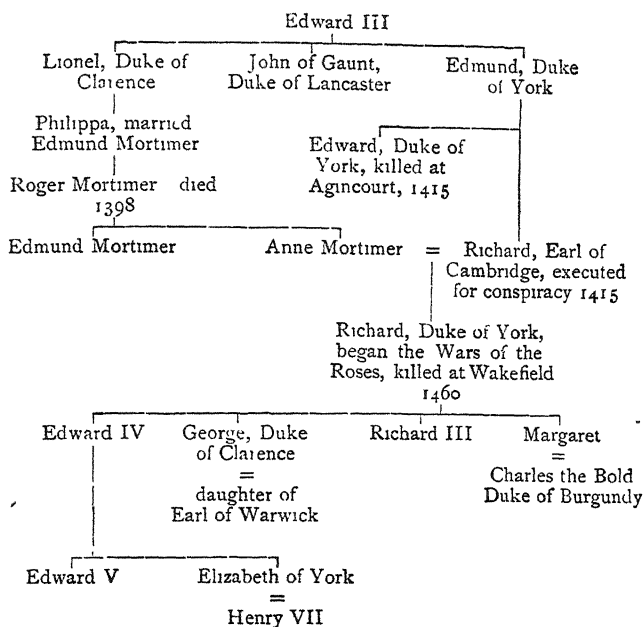 Edward III
Lionel, Duke of Clarence
John of Gaunt, Duke of Lancaster
Edmund, Duke of York
Philippa, married Edmund Mortimer
Edward, Duke of York, killed at Agincourt, 1415
Roger Mortimer died 1398
Edmund Mortimer
Anne Mortimer
=
Richard, Earl of Cambridge, executed for conspiracy 1415
Richard, Duke of York,
began the Wars of the
Roses, killed at Wakefield
1460
Edward IV
George, Duke of Clarence
=
daughter of Earl of Warwick
Richard III
Margaret
=
Charles the Bold Duke of Burgundy
Edward V
Elizabeth of York
=
Henry VII